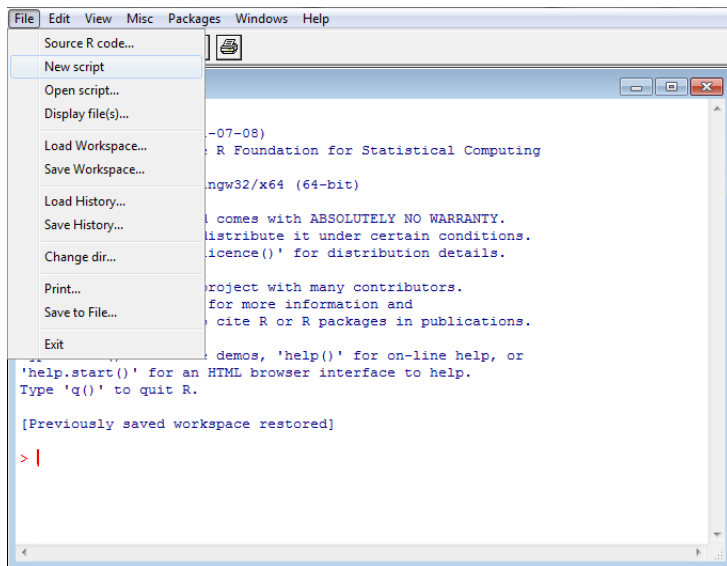 File Edit View Misc Packages Windows Help
Source R code...
New script
Open script...
Display file(s)...
Load Workspace...
Save Workspace...
Load History...
Save History...
Change dir...
Print...
Save to File...
Exit
-07-08)
R Foundation for Statistical Computing
ngw32/x64 (64-bit)
comes with ABSOLUTELY NO WARRANTY.
distribute it under certain conditions.
icence()' for distribution details.
project with many contributors.
for more information and
cite R or R packages in publications.
demos, 'help()' for on-line help, or
'help.start()' for an HTML browser interface to help.
Type 'q()' to quit R.
[Previously saved workspace restored]
>